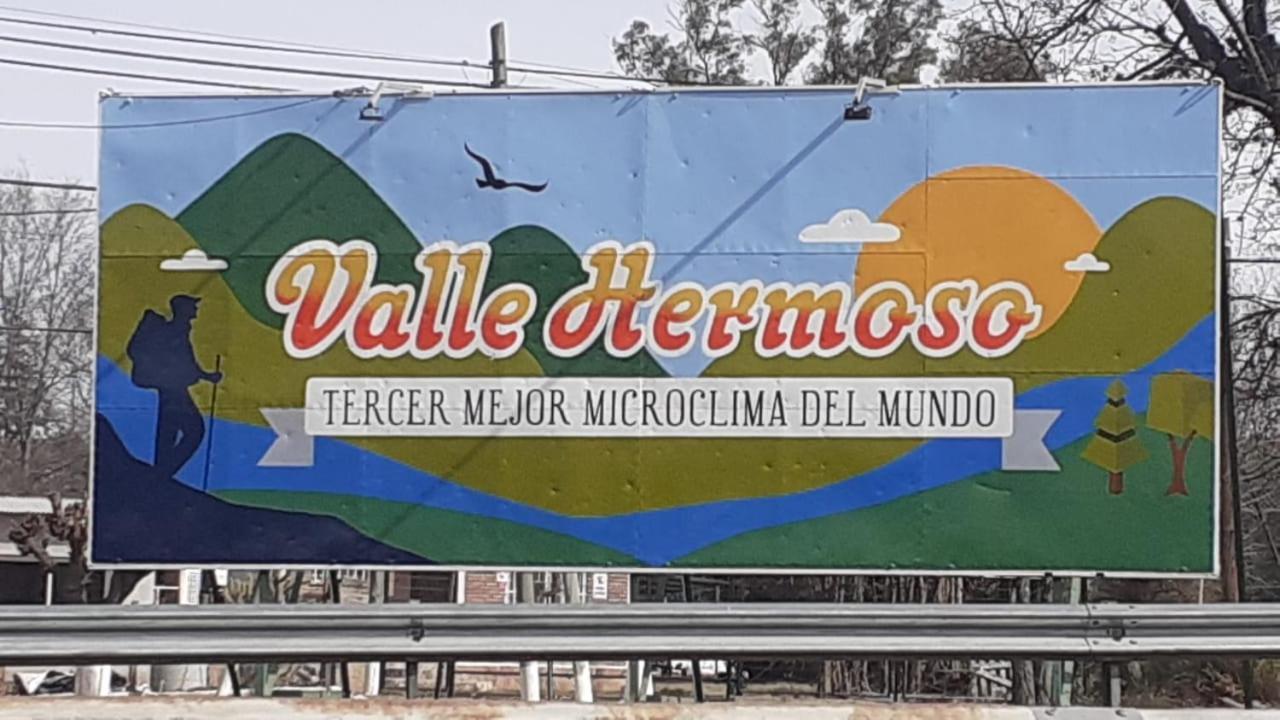 Valle Hermoso
TERCER MEJOR MICROCLIMA DEL MUNDO